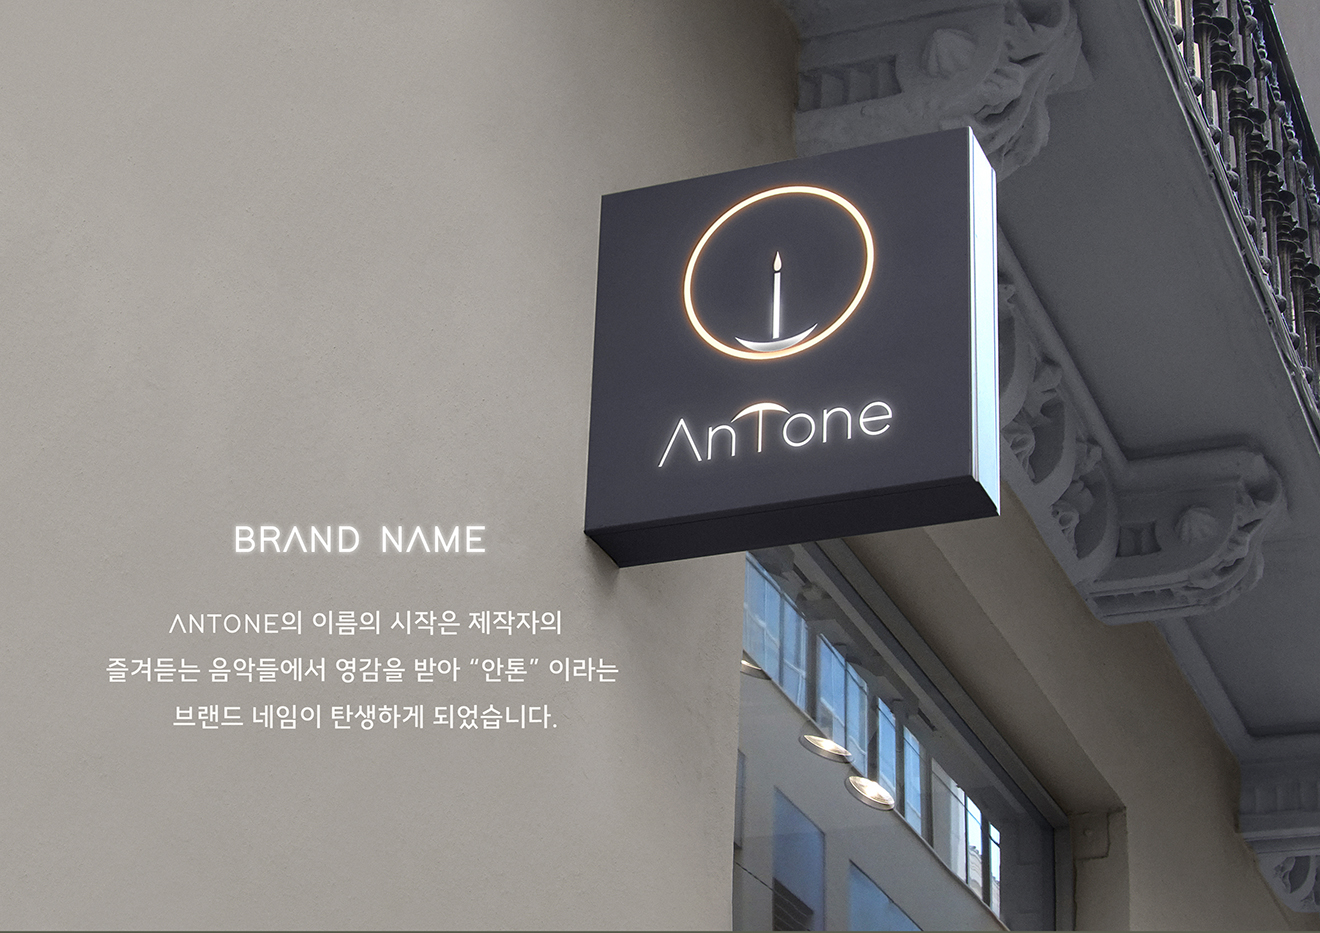 AnTone
BRAND NAME
ANTONE의 이름의 시작은 제작자의
즐겨듣는 음악들에서 영감을 받아 “안톤” 이라는
브랜드 네임이 탄생하게 되었습니다.